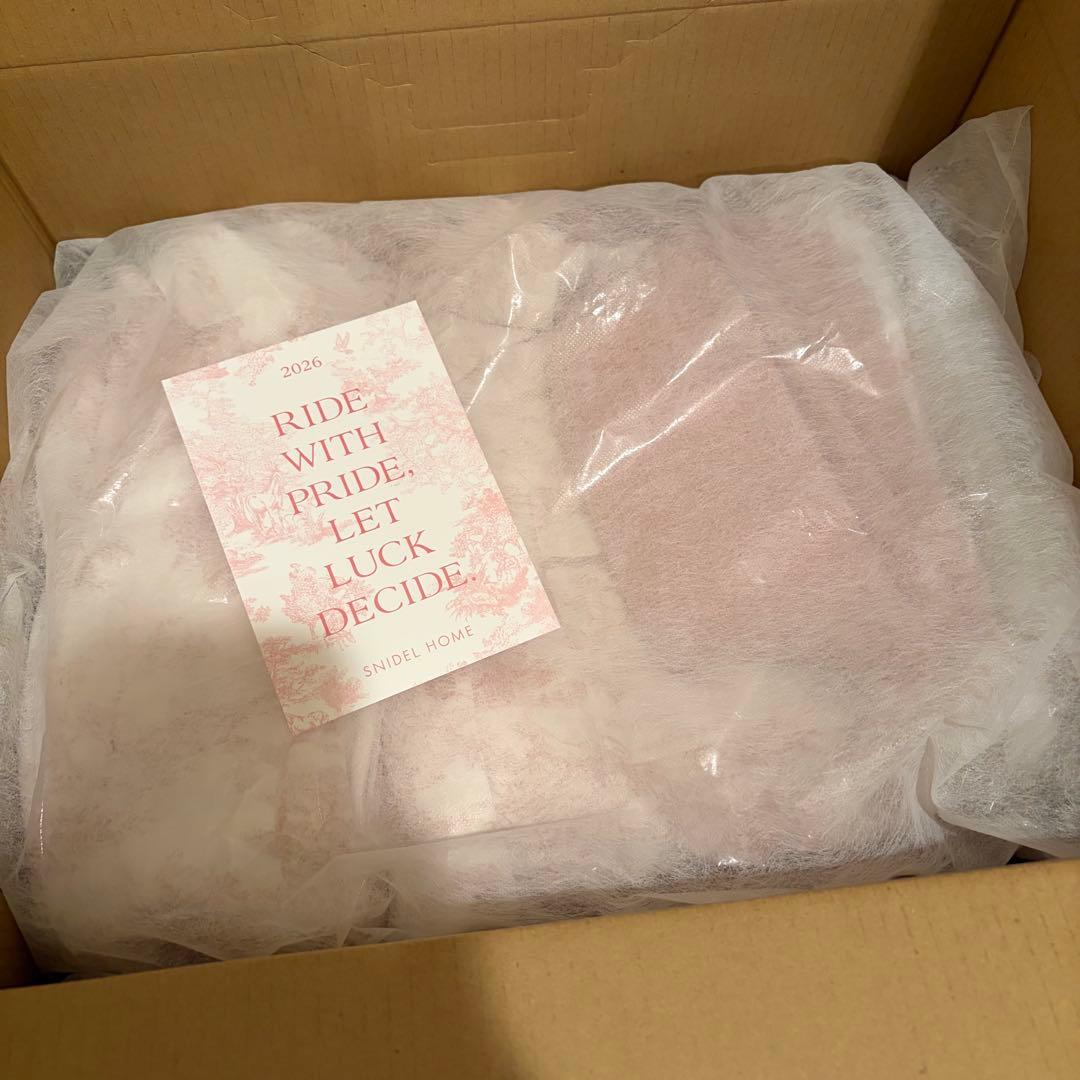 2026
RIDE
WITH
PRIDE,
LET
LUCK
DECIDE.
SNIDEL HOME